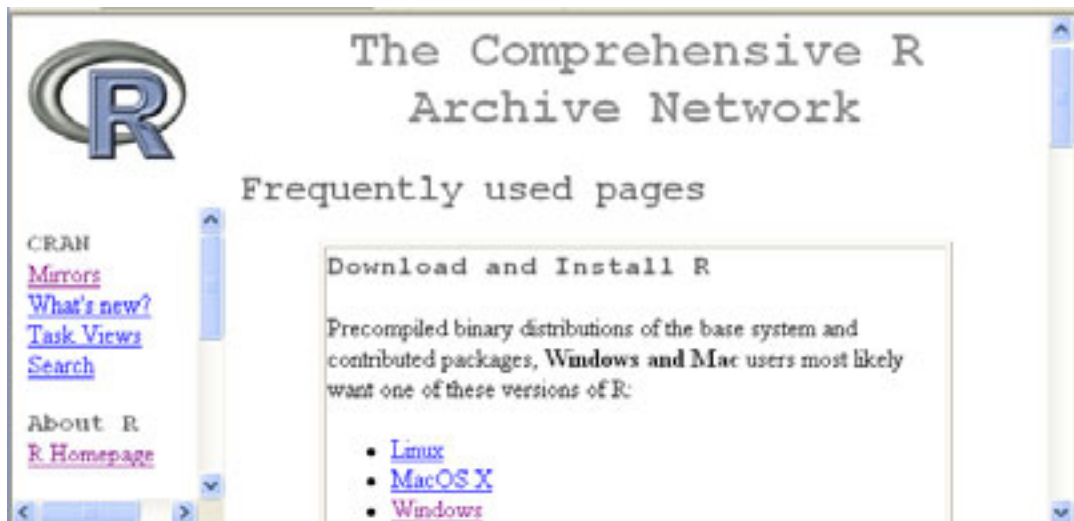 R
The Comprehensive R
Archive Network
CRAN
Mirrors
What's new?
Task Views
Search
About R
R Homepage
Frequently used pages
Download and Install R
Precompiled binary distributions of the base system and
contributed packages, Windows and Mac users most likely
want one of these versions of R:
Linux
MacOS X
Windows